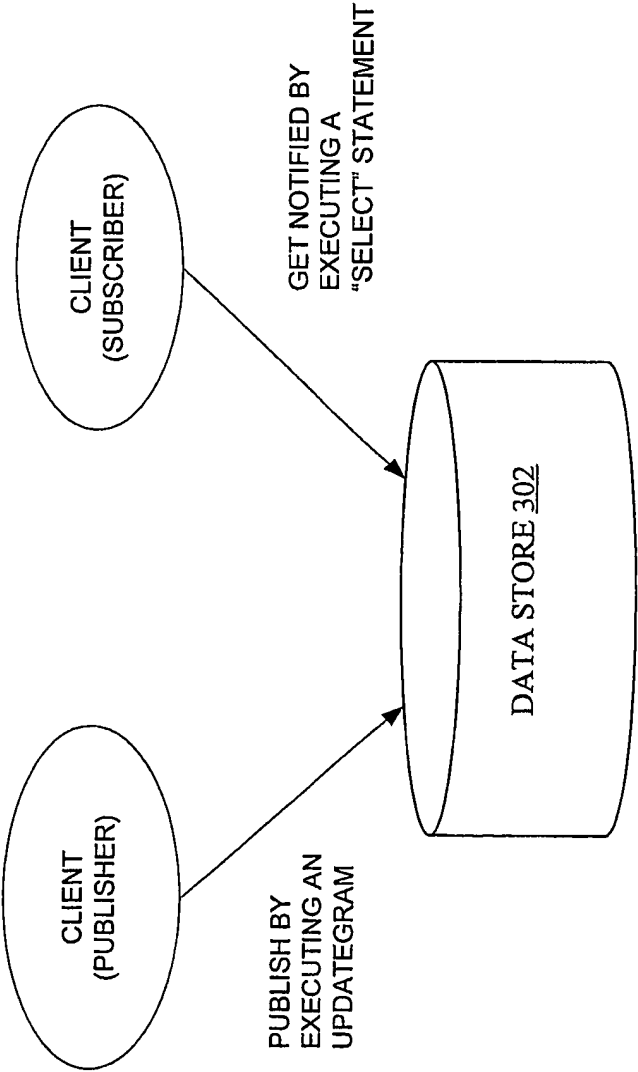 CLIENT
(PUBLISHER)
CLIENT
(SUBSCRIBER)
PUBLISH BY
EXECUTING AN
UPDATEGRAM
GET NOTIFIED BY
EXECUTING A
“SELECT” STATEMENT
DATA STORE 302